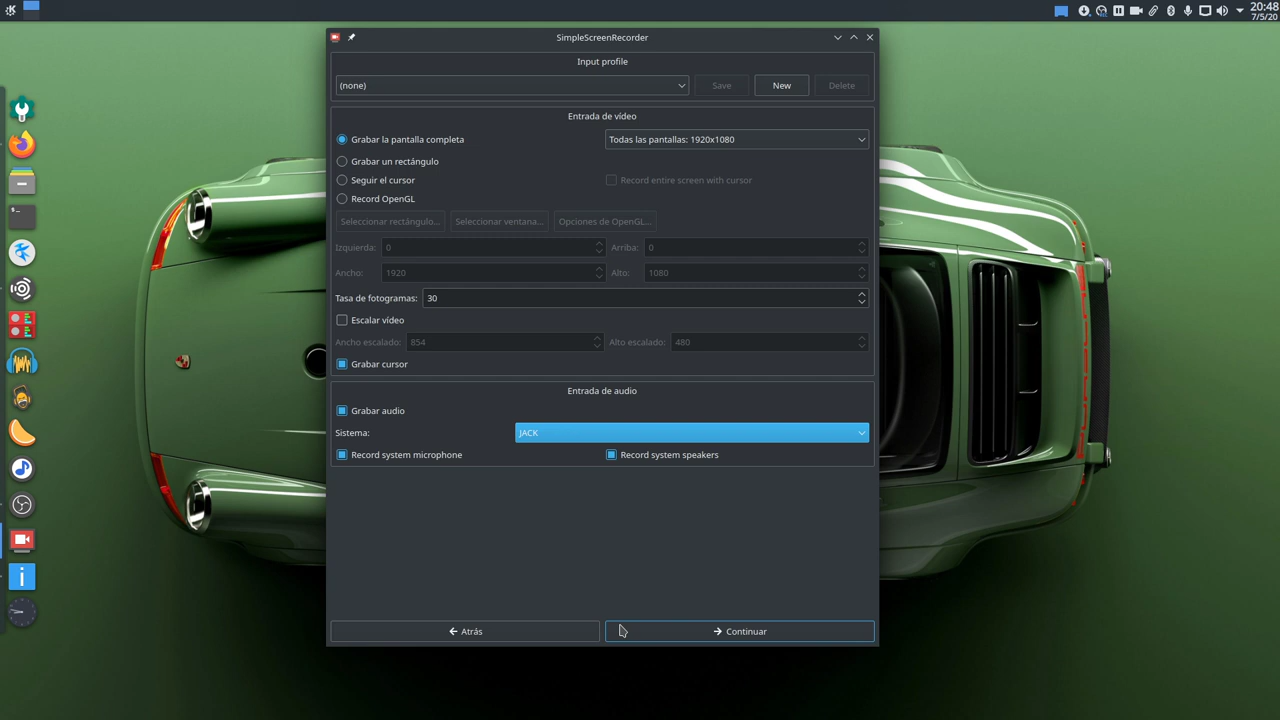 20:48
7/5/20
SimpleScreenRecorder
Input profile
(none) Save New Delete
Entrada de vídeo
Grabar la pantalla completa Todas las pantallas: 1920x1080
Grabar un rectángulo
Seguir el cursor Record entire screen with cursor
Record OpenGL
Seleccionar rectángulo... Seleccionar ventana... Opciones de OpenGL...
Izquierda: 0 Arriba: 0
Ancho: 1920 Alto: 1080
Tasa de fotogramas: 30
Escalar vídeo
Ancho escalado: 854 Alto escalado: 480
Grabar cursor
Entrada de audio
Grabar audio
Sistema: JACK
Record system microphone Record system speakers
Atrás Continuar